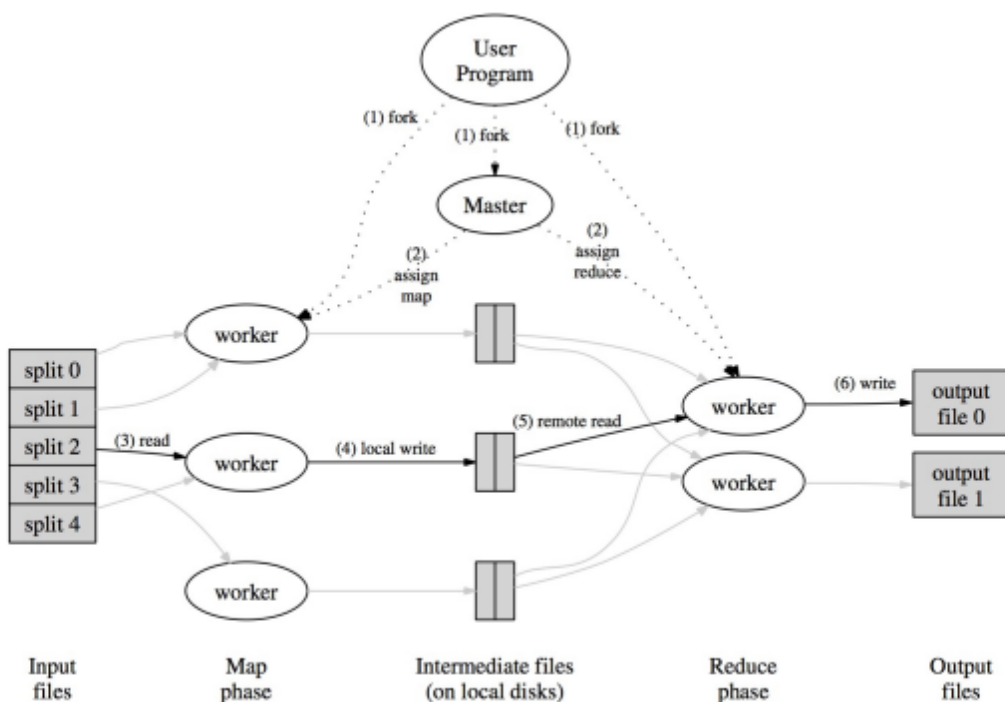 User
Program
(1) fork
(1) fork
(1) fork
Master
(2)
assign
map
(2)
assign
reduce
worker
split 0
split 1
split 2
split 3
split 4
(3) read
worker
(4) local write
(5) remote read
worker
(6) write
output
file 0
worker
output
file 1
worker
Input
files
Map
phase
Intermediate files
(on local disks)
Reduce
phase
Output
files